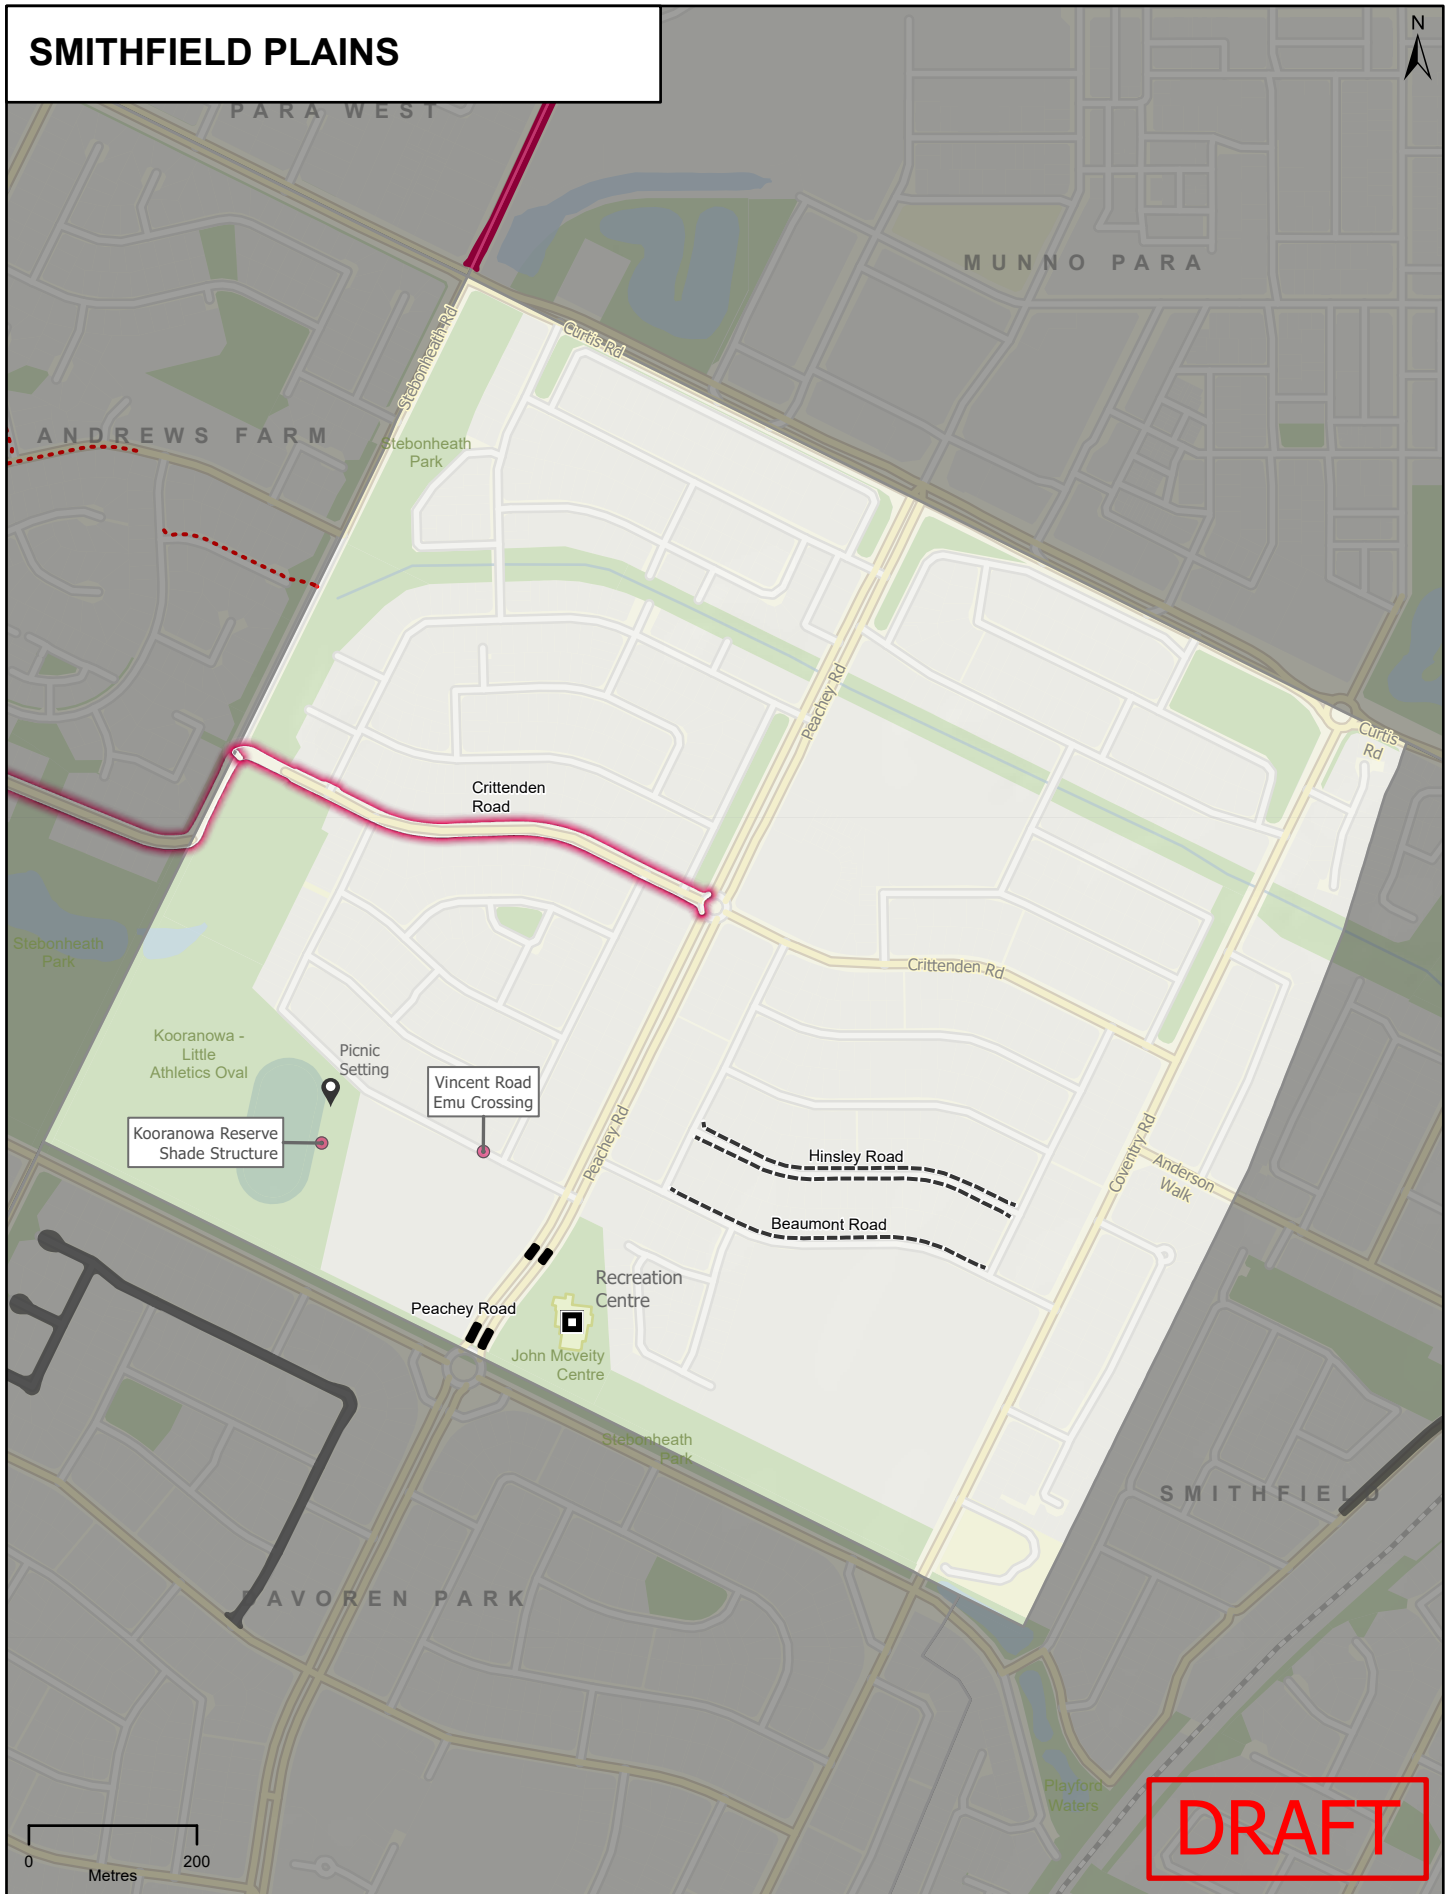 SMITHFIELD PLAINS
N
PARA WEST
MUNNO PARA
Stebonheath Rd
Curtis Rd
ANDREWS FARM
Stebonheath
Park
Peachey Rd
Curtis
Rd
Crittenden
Road
Stebonheath
Park
Crittenden Rd
Kooranowa -
Little
Athletics Oval
Picnic
Setting
Vincent Road
Emu Crossing
Kooranowa Reserve
Shade Structure
Peachey Rd
Hinsley Road
Coventry Rd
Anderson
Walk
Beaumont Road
Recreation
Centre
Peachey Road
John Mcveity
Centre
Stebonheath
Park
SMITHFIELD
DAVOREN PARK
Playford
Waters
DRAFT
0
200
Metres